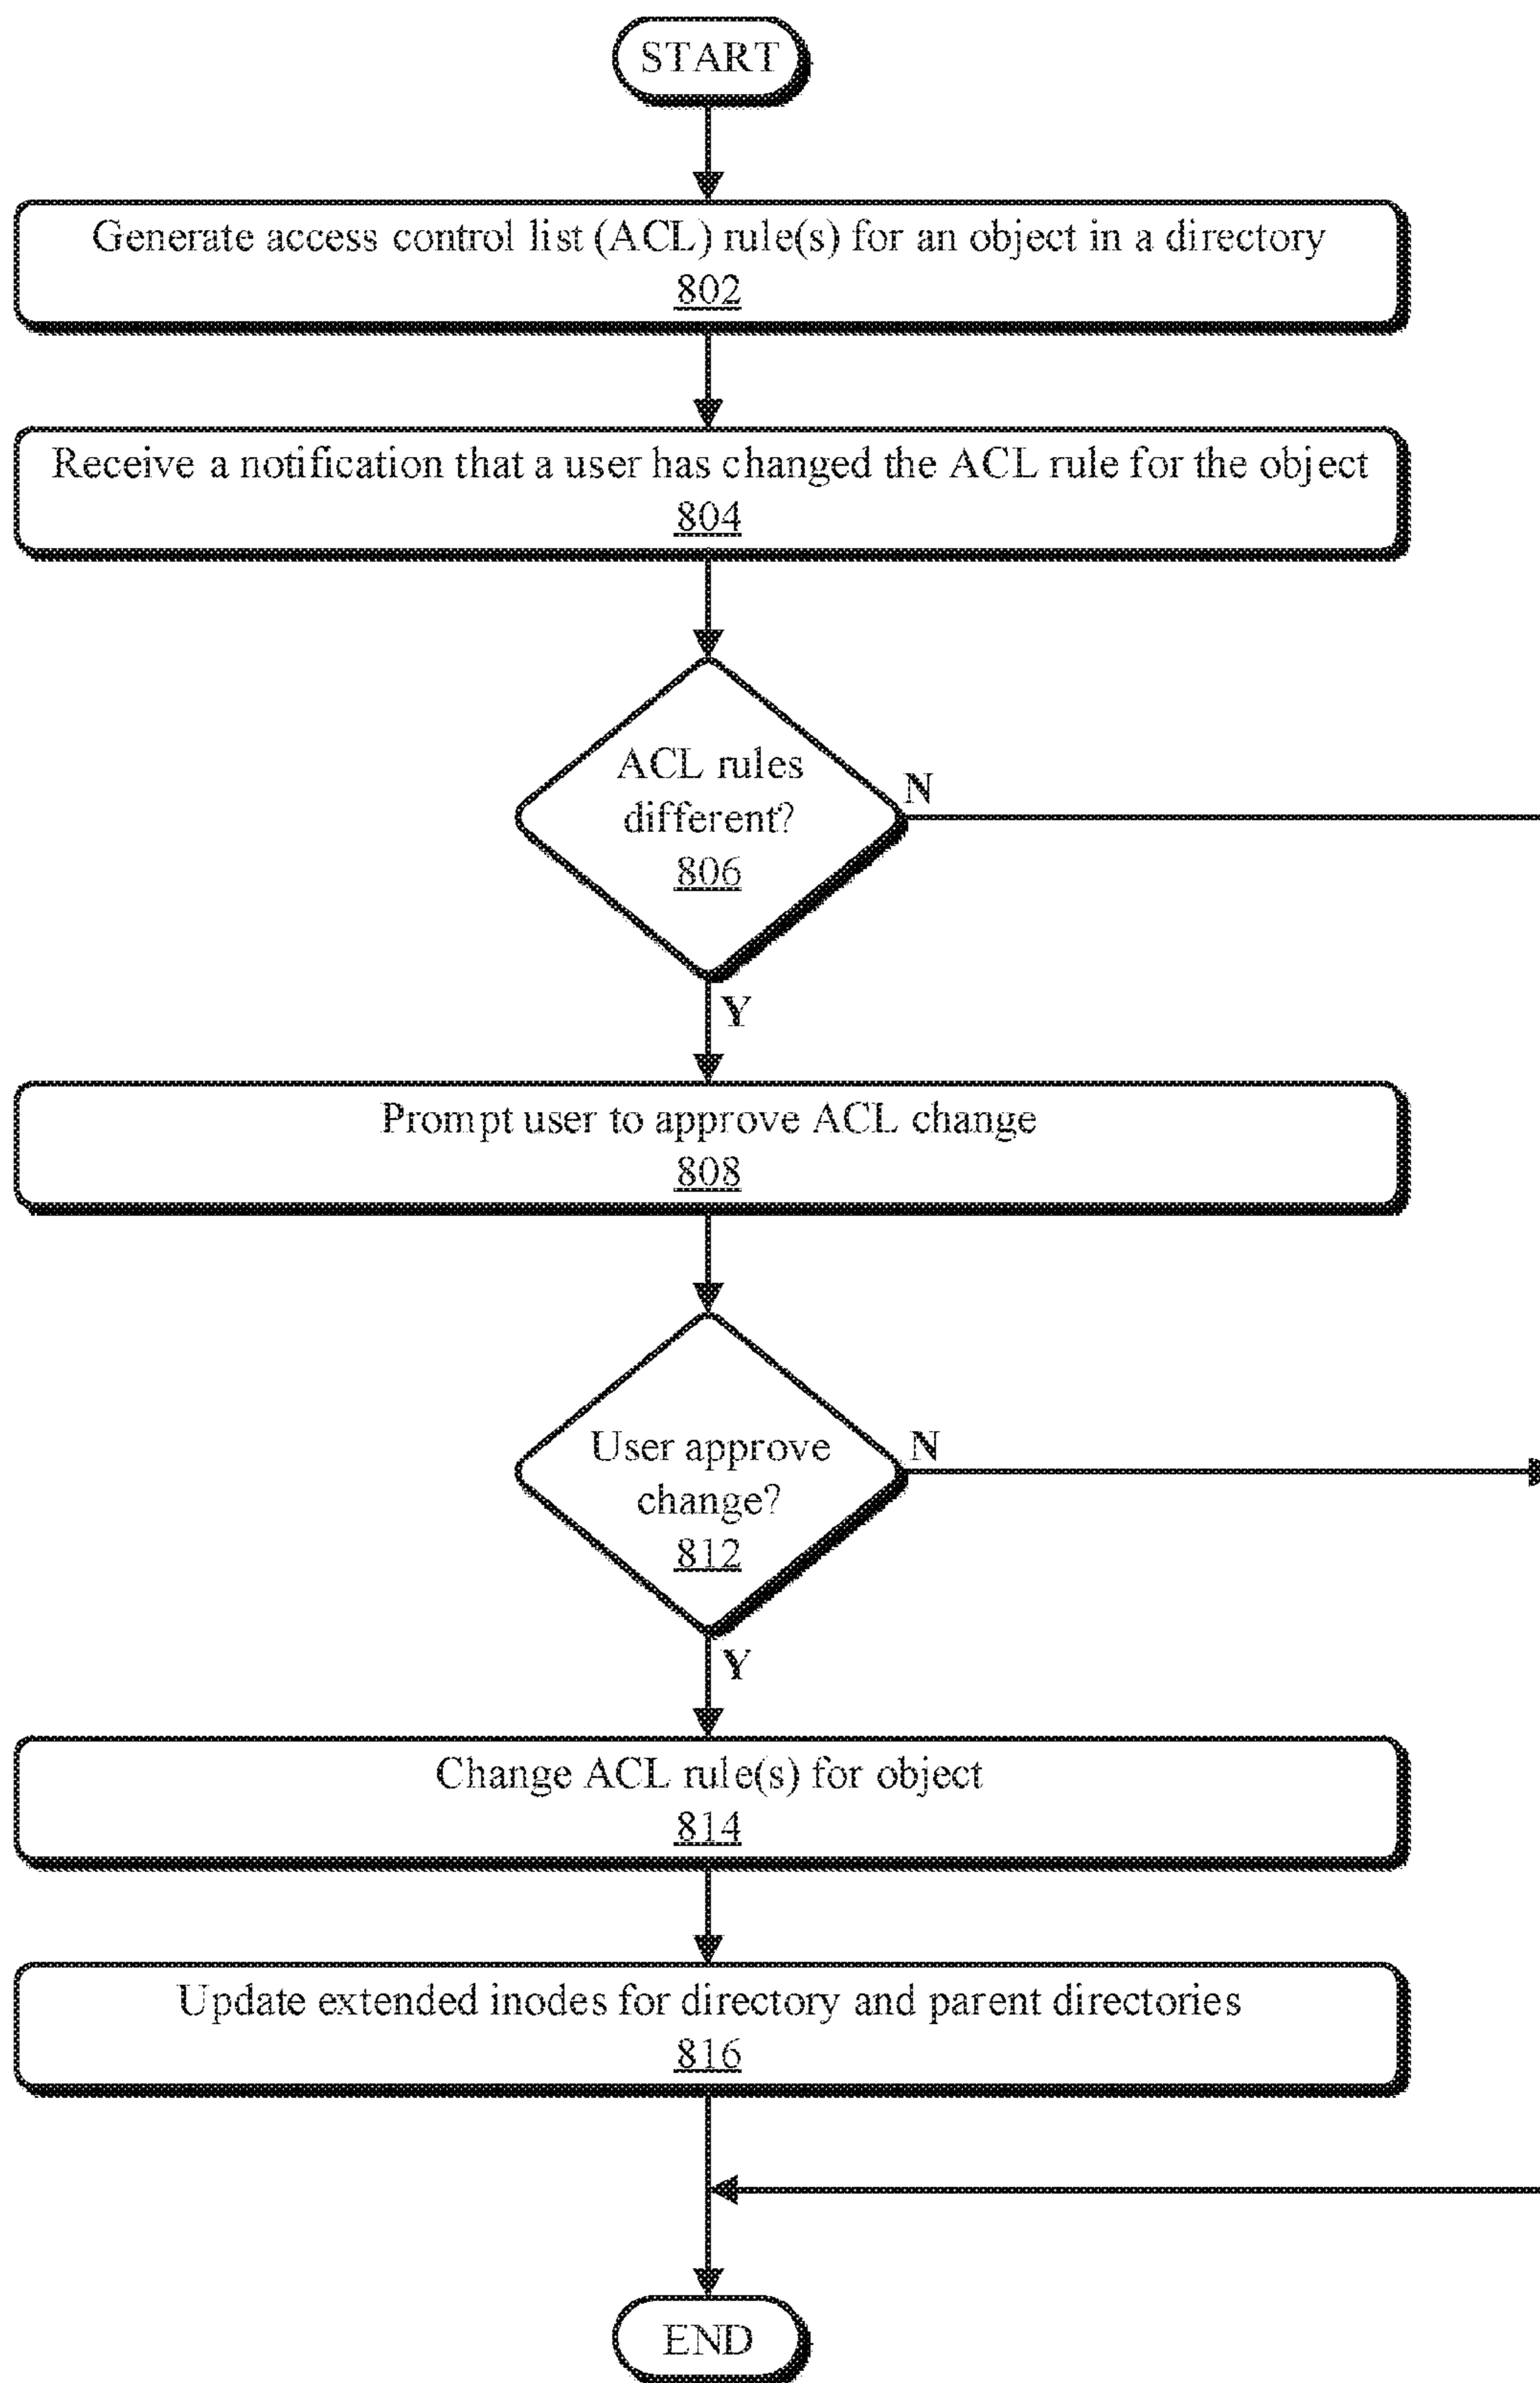 START
Generate access control list (ACL) rule(s) for an object in a directory
802
Receive a notification that a user has changed the ACL rule for the object
804
ACL rules
different?
806
N
Y
Prompt user to approve ACL change
808
User approve
change?
812
N
Y
Change ACL rule(s) for object
814
Update extended inodes for directory and parent directories
816
END